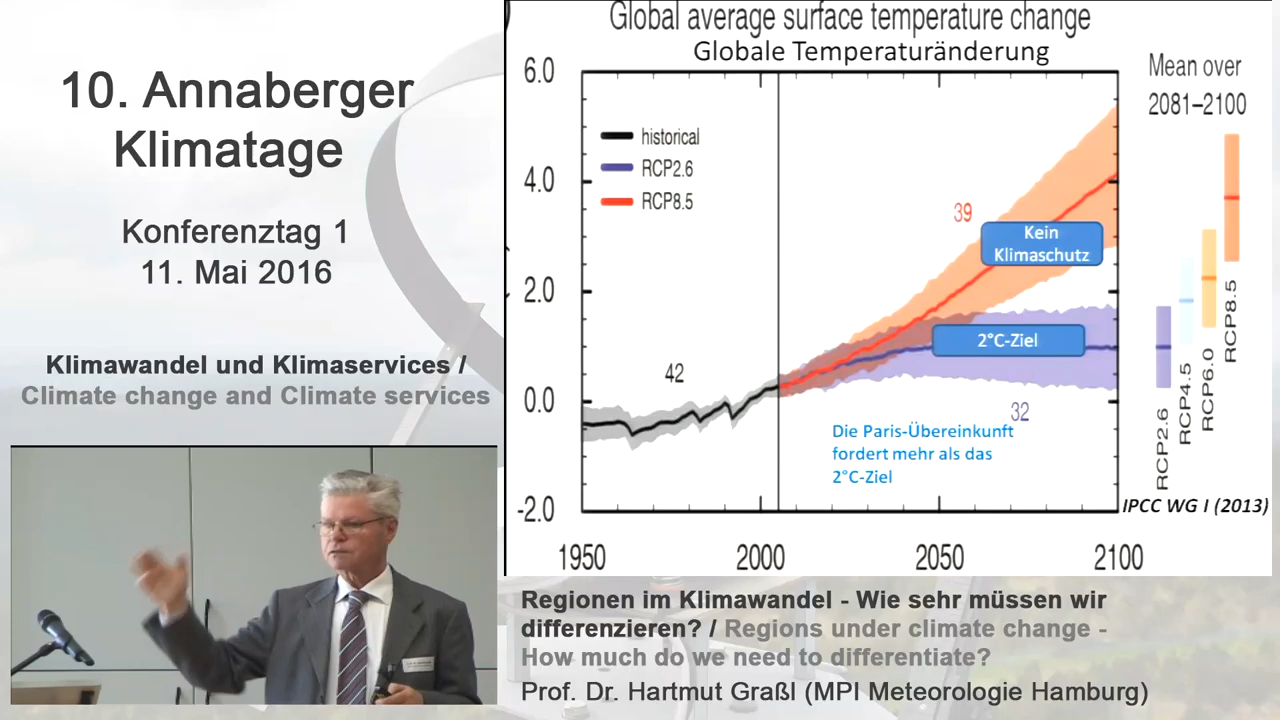 10. Annaberger
Klimatage
Konferenztag 1
11. Mai 2016
Klimawandel und Klimaservices /
Climate change and Climate services
Global average surface temperature change
Globale Temperaturänderung
6.0
4.0
2.0
0.0
-2.0
historical
RCP2.6
RCP8.5
42
39
Kein
Klimaschutz
2°C-Ziel
32
Die Paris-Übereinkunft
fordert mehr als das
2°C-Ziel
1950
2000
2050
2100
Mean over
2081–2100
RCP2.6
RCP4.5
RCP6.0
RCP8.5
IPCC WG I (2013)
Regionen im Klimawandel - Wie sehr müssen wir
differenzieren? / Regions under climate change -
How much do we need to differentiate?
Prof. Dr. Hartmut Graßl (MPI Meteorologie Hamburg)